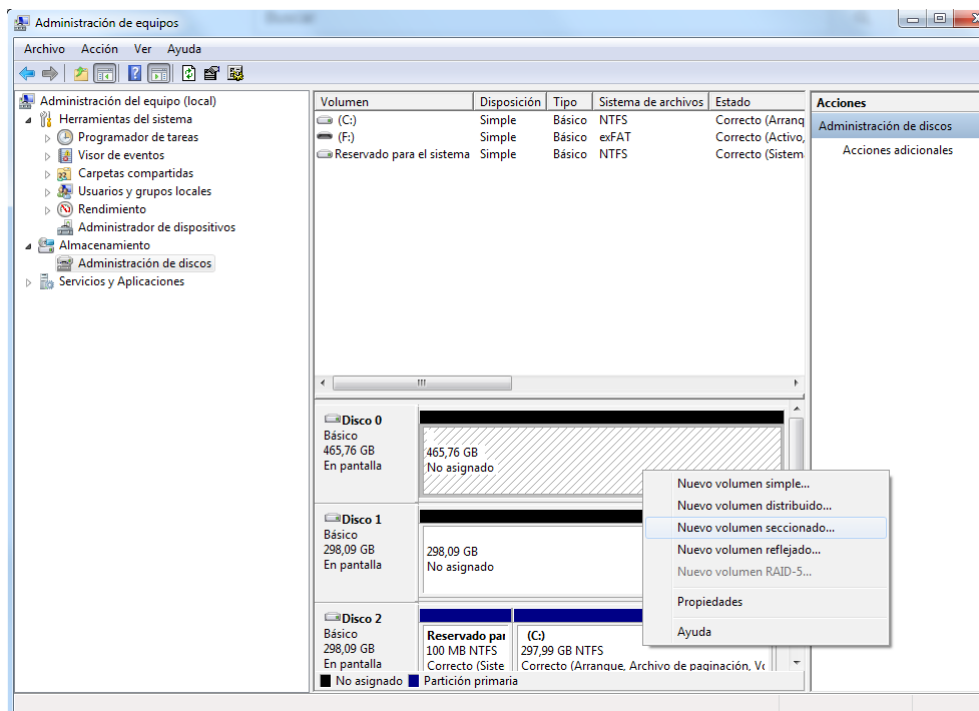 Administración de equipos
Archivo Acción Ver Ayuda
Administración del equipo (local)
Herramientas del sistema
Programador de tareas
Visor de eventos
Carpetas compartidas
Usuarios y grupos locales
Rendimiento
Administrador de dispositivos
Almacenamiento
Administración de discos
Servicios y Aplicaciones
Volumen Disposición Tipo Sistema de archivos Estado
(C:) Simple Básico NTFS Correcto (Arranq
(F:) Simple Básico exFAT Correcto (Activo,
Reservado para el sistema Simple Básico NTFS Correcto (Sistem
Disco 0
Básico
465,76 GB
En pantalla
465,76 GB
No asignado
Disco 1
Básico
298,09 GB
En pantalla
298,09 GB
No asignado
Disco 2
Básico
298,09 GB
En pantalla
Reservado par
100 MB NTFS
Correcto (Siste
(C:)
297,99 GB NTFS
Correcto (Arranque, Archivo de paginación, Vo
No asignado Partición primaria
Nuevo volumen simple...
Nuevo volumen distribuido...
Nuevo volumen seccionado...
Nuevo volumen reflejado...
Nuevo volumen RAID-5...
Propiedades
Ayuda
Acciones
Administración de discos
Acciones adicionales